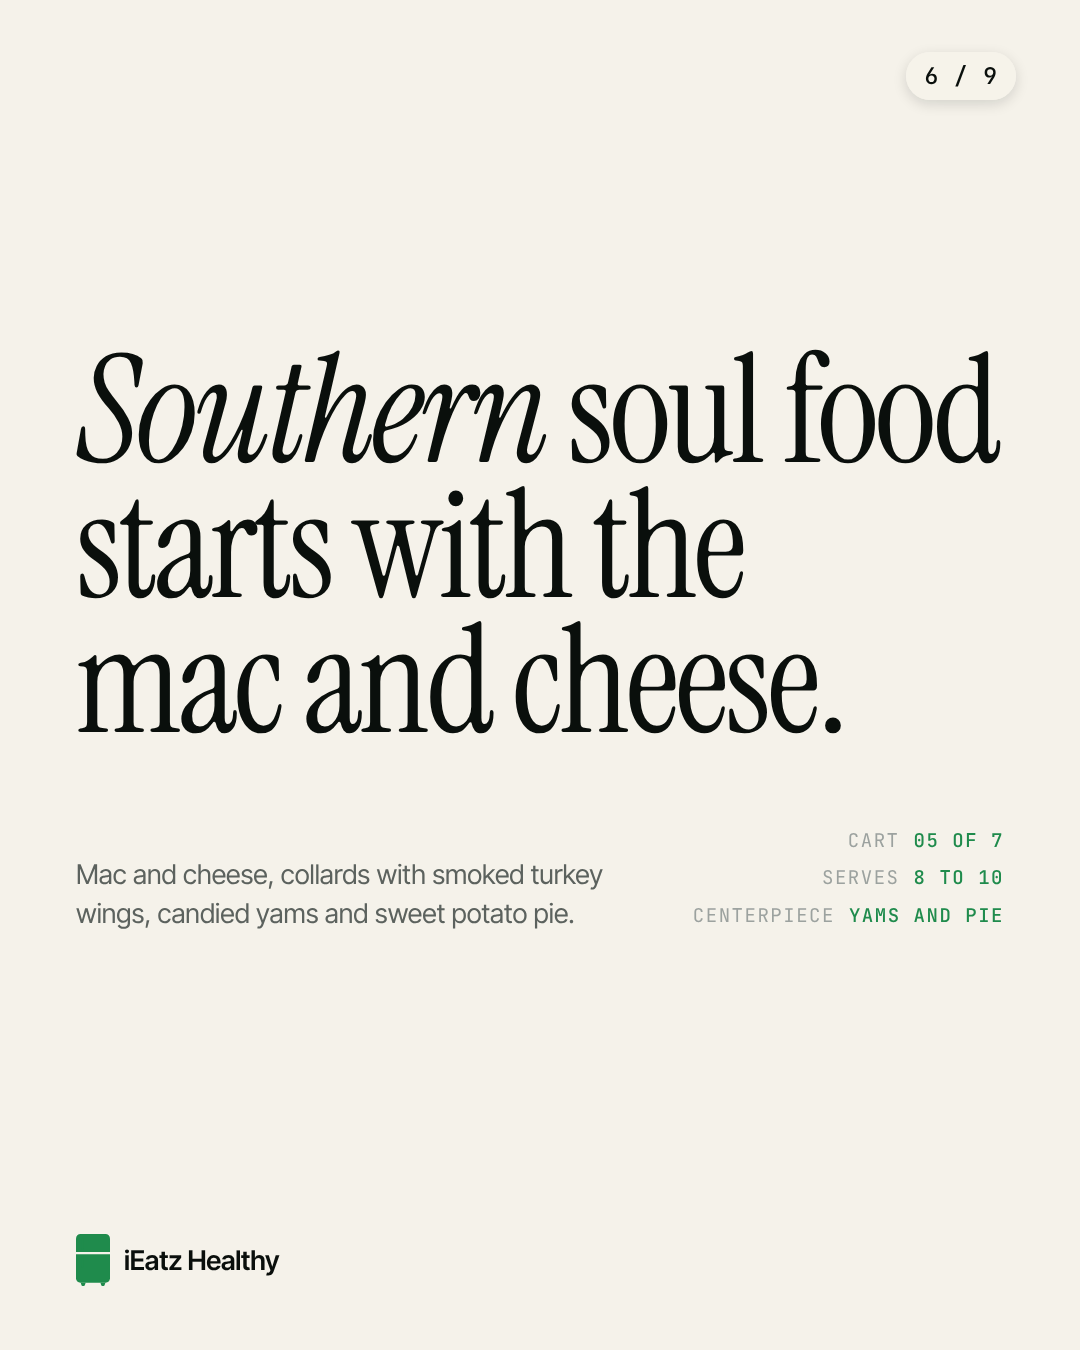 6 / 9
Southern soul food
starts with the
mac and cheese.
Mac and cheese, collards with smoked turkey
wings, candied yams and sweet potato pie.
CART 05 OF 7
SERVES 8 TO 10
CENTERPIECE YAMS AND PIE
iEatz Healthy